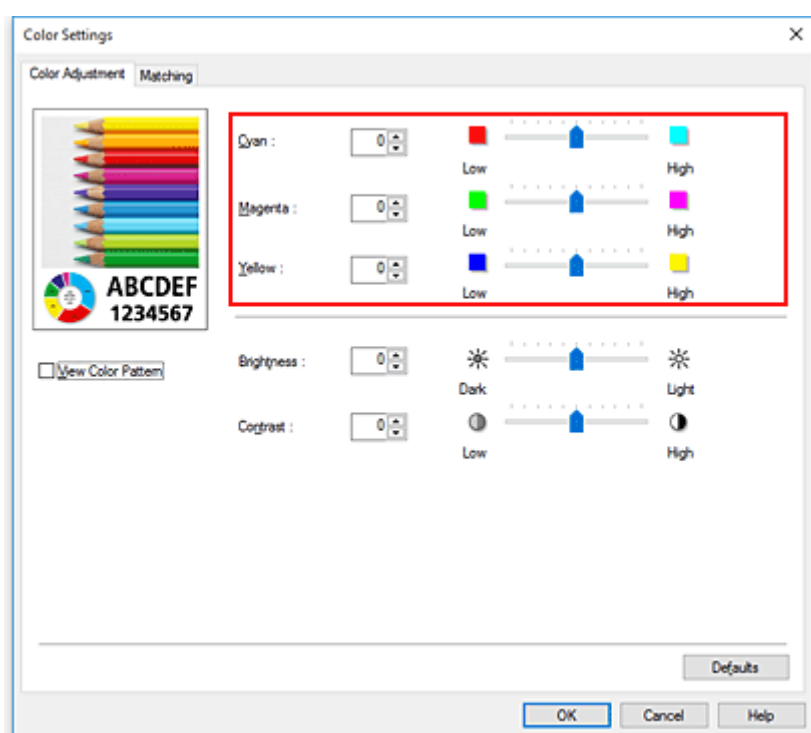 Color Settings
Color Adjustment Matching
Cyan : 0
Low High
Magenta : 0
Low High
Yellow : 0
Low High
ABCDEF
1234567
View Color Pattern
Brightness : 0
Dark Light
Contrast : 0
Low High
Defaults
OK Cancel Help